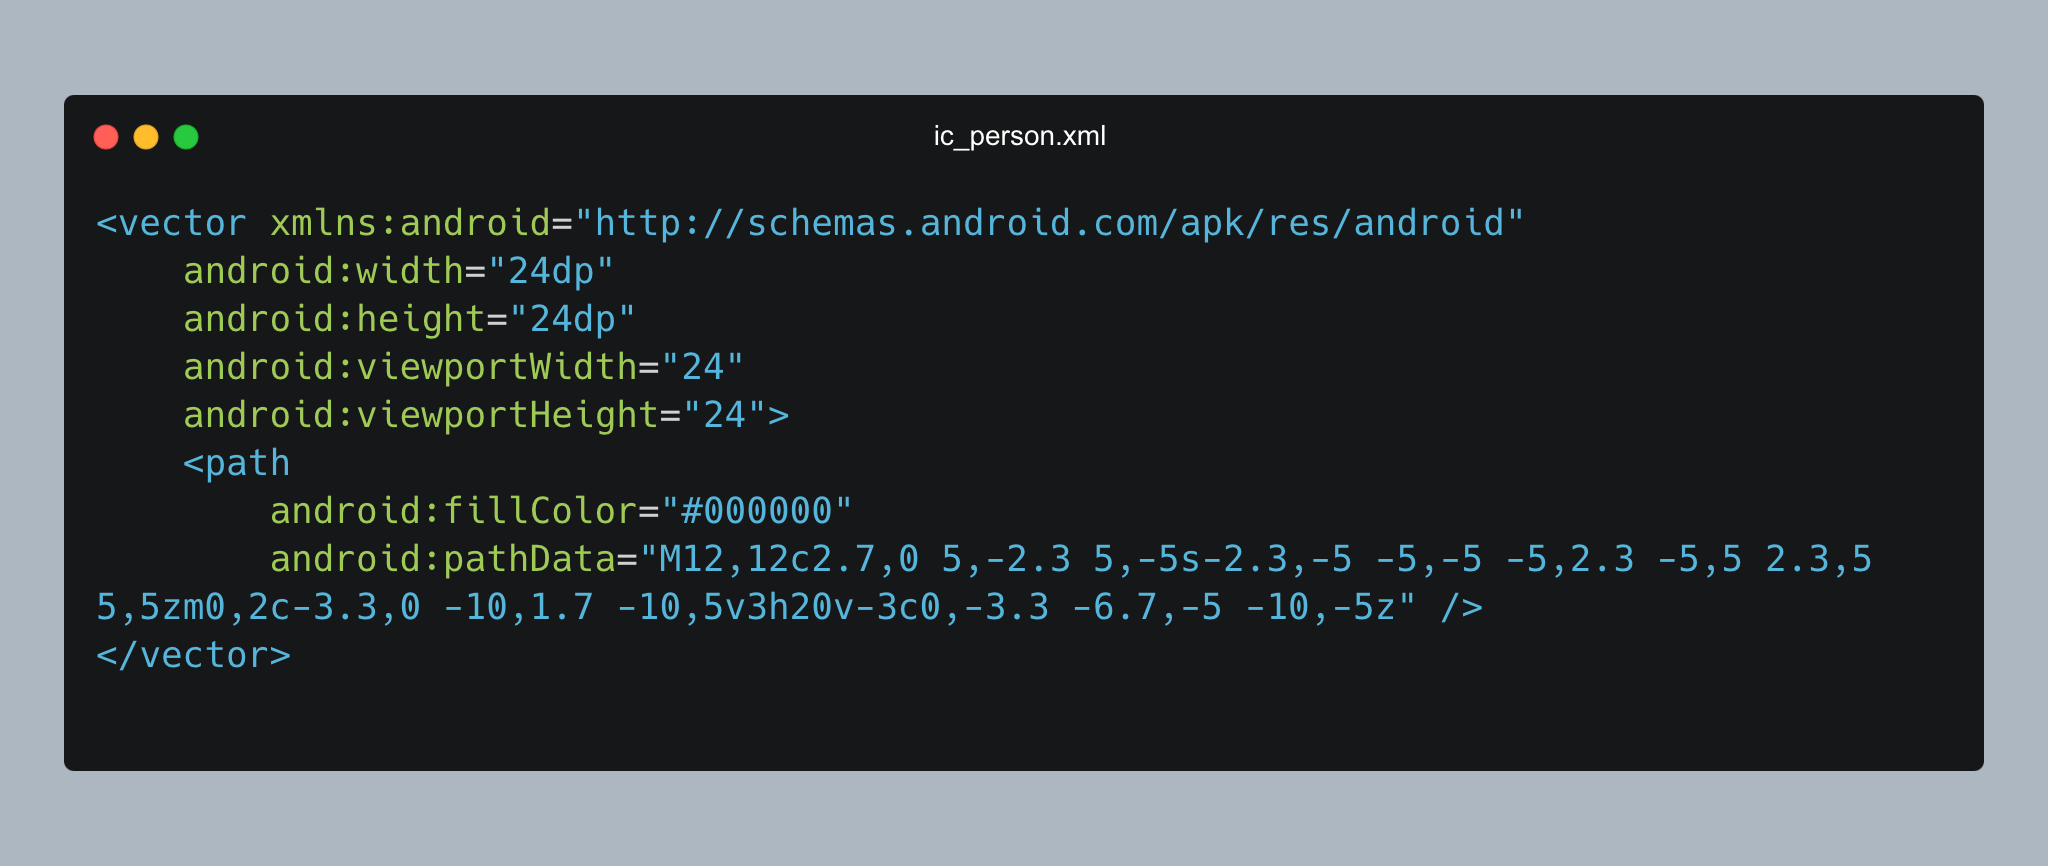 ic_person.xml
<vector xmlns:android="http://schemas.android.com/apk/res/android"
    android:width="24dp"
    android:height="24dp"
    android:viewportWidth="24"
    android:viewportHeight="24">
    <path
        android:fillColor="#000000"
        android:pathData="M12,12c2.7,0 5,-2.3 5,-5s-2.3,-5 -5,-5 -5,2.3 -5,5 2.3,5
5,5zm0,2c-3.3,0 -10,1.7 -10,5v3h20v-3c0,-3.3 -6.7,-5 -10,-5z" />
</vector>